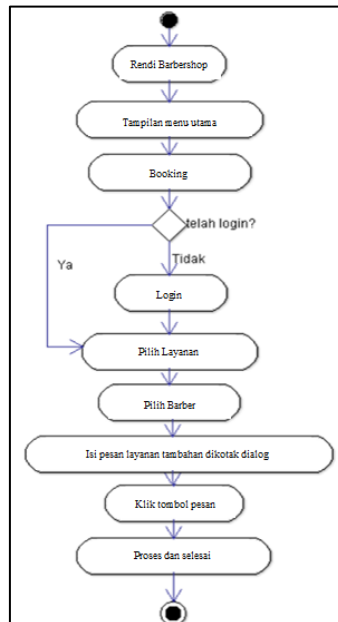 Rendi Barbershop
Tampilan menu utama
Booking
telah login?
Ya
Tidak
Login
Pilih Layanan
Pilih Barber
Isi pesan layanan tambahan dikotak dialog
Klik tombol pesan
Proses dan selesai